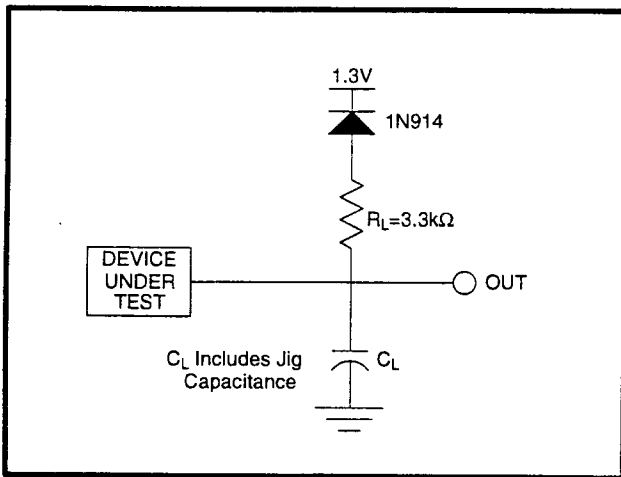 1.3V
1N914
R_L=3.3kΩ
DEVICE
UNDER
TEST
OUT
C_L Includes Jig
Capacitance
C_L